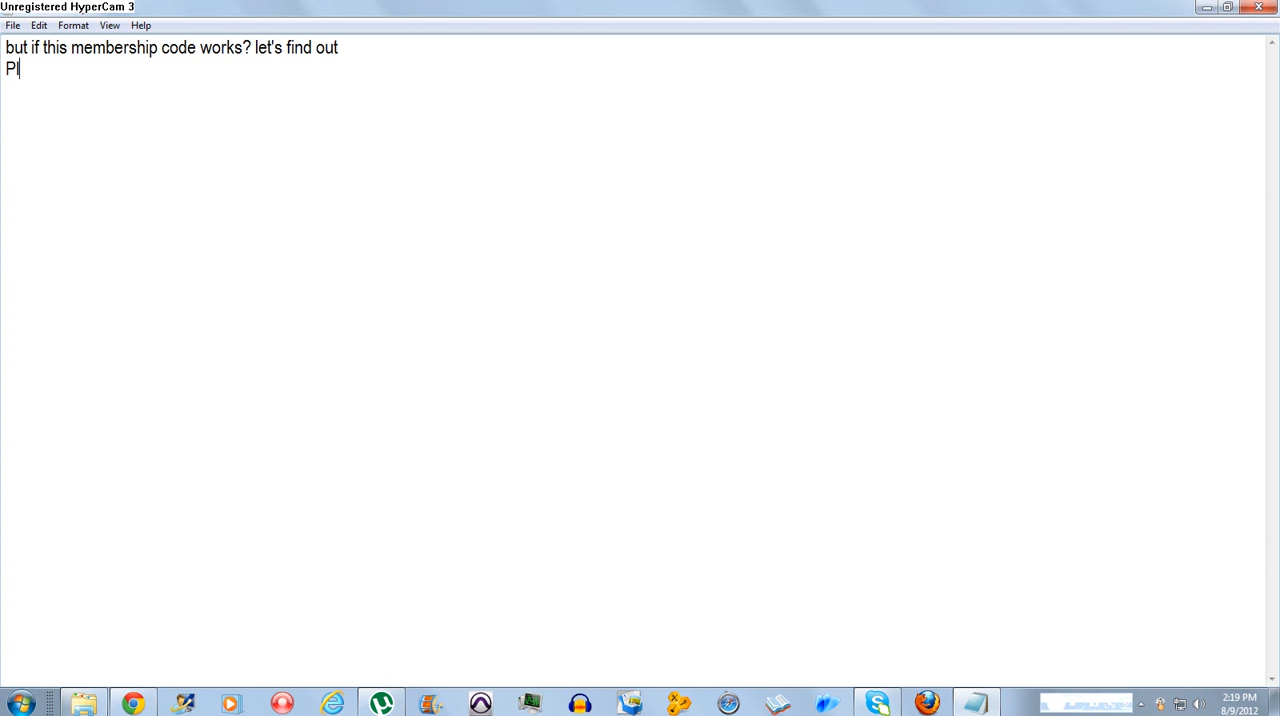 Unregistered HyperCam 3
File Edit Format View Help
but if this membership code works? let's find out
Pl
2:19 PM
8/9/2012